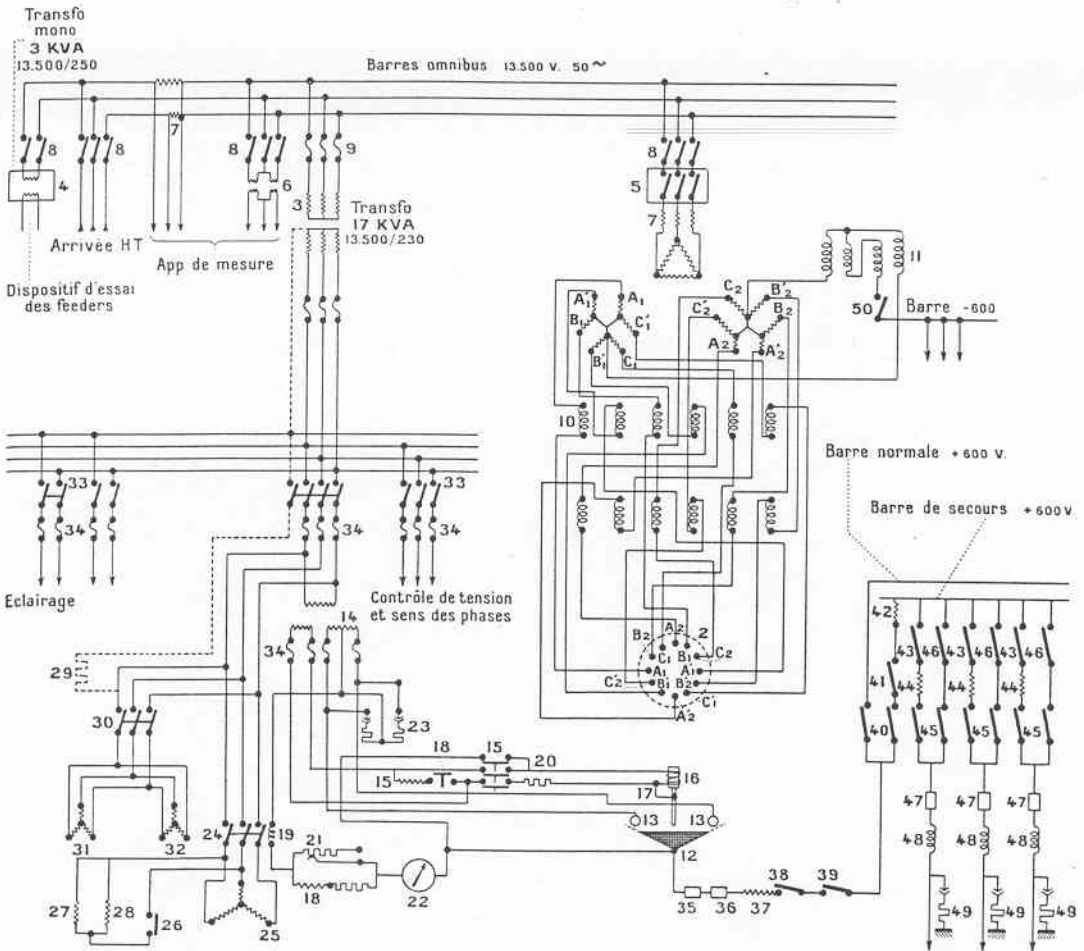 Transfo
mono
3 KVA
13.500/250
Barres omnibus 13.500 v. 50 ~
7
8
8
8
9
8
4
6
5
3
7
Transfo
17 KVA
13.500/230
Arrivée HT
App de mesure
Dispositif d'essai
des feeders
11
50
Barre -600
A'1
A1
B1
C'1
B'1
C1
C2
B'2
C'2
B2
A2
A'2
10
33
33
34
34
34
Eclairage
Contrôle de tension
et sens des phases
Barre normale + 600 V.
Barre de secours + 600 V
14
34
29
30
23
42
43
46
43
46
43
46
41
44
44
44
40
45
45
45
B2
A2
2
C1
B1
C2
A1
A'1
C'2
B'1
B'2
C'1
A'2
18
15
15
20
16
17
13
13
12
31
32
24
19
21
18
22
27
28
26
25
35
36
37
38
39
47
47
47
48
48
48
49
49
49